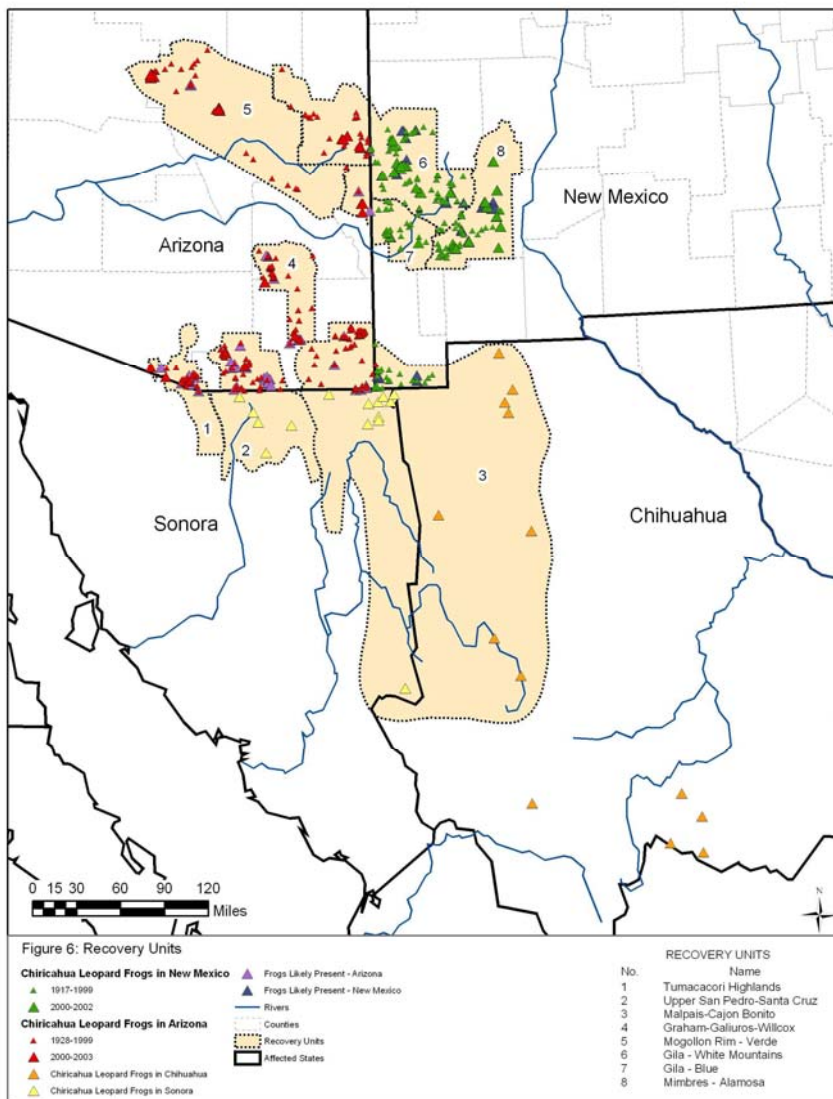 5
6
8
New Mexico
Arizona
4
7
1
2
3
Sonora
Chihuahua
0 15 30 60 90 120
Miles
N
Figure 6: Recovery Units
Chiricahua Leopard Frogs in New Mexico
1917-1999
2000-2002
Chiricahua Leopard Frogs in Arizona
1928-1999
2000-2003
Chiricahua Leopard Frogs in Chihuahua
Chiricahua Leopard Frogs in Sonora
Frogs Likely Present - Arizona
Frogs Likely Present - New Mexico
Rivers
Counties
Recovery Units
Affected States
RECOVERY UNITS
No. Name
1 Tumacacori Highlands
2 Upper San Pedro-Santa Cruz
3 Malpais-Cajon Bonito
4 Graham-Galiuros-Willcox
5 Mogollon Rim - Verde
6 Gila - White Mountains
7 Gila - Blue
8 Mimbres - Alamosa